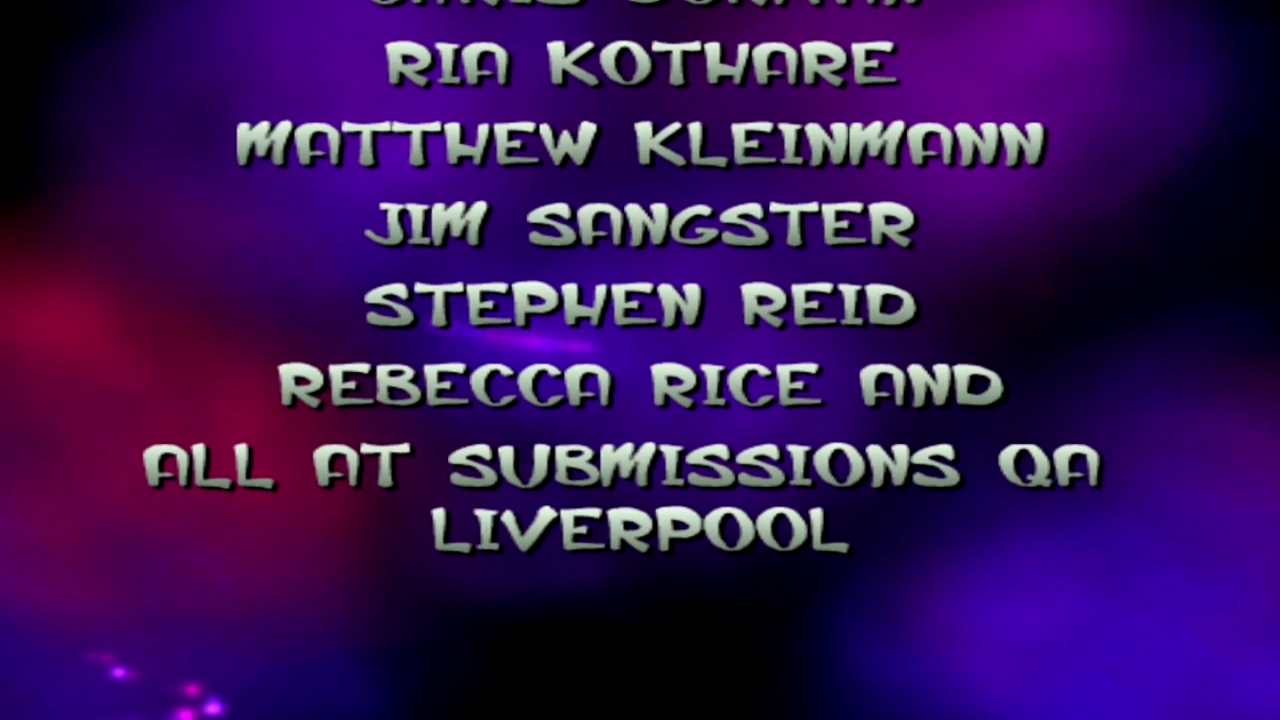 RIA KOTHARE
MATTHEW KLEINMANN
JIM SANGSTER
STEPHEN REID
REBECCA RICE AND
ALL AT SUBMISSIONS QA
LIVERPOOL